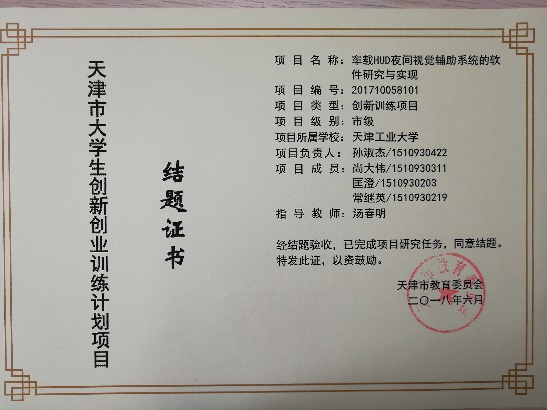 天津市大学生创新创业训练计划项目
结题证书
项目名称：车载HUD夜间视觉辅助系统的软
件研究与实现
项目编号：201710058101
项目类型：创新训练项目
项目级别：市级
项目所属学校：天津工业大学
项目负责人：孙淑杰/1510930422
项目成员：尚大伟/1510930311
匡澄/1510930203
常继英/1510930219
指导教师：汤春明
经结题验收，已完成项目研究任务，同意结题。
特发此证，以资鼓励。
天津市教育委员会
二〇一八年六月